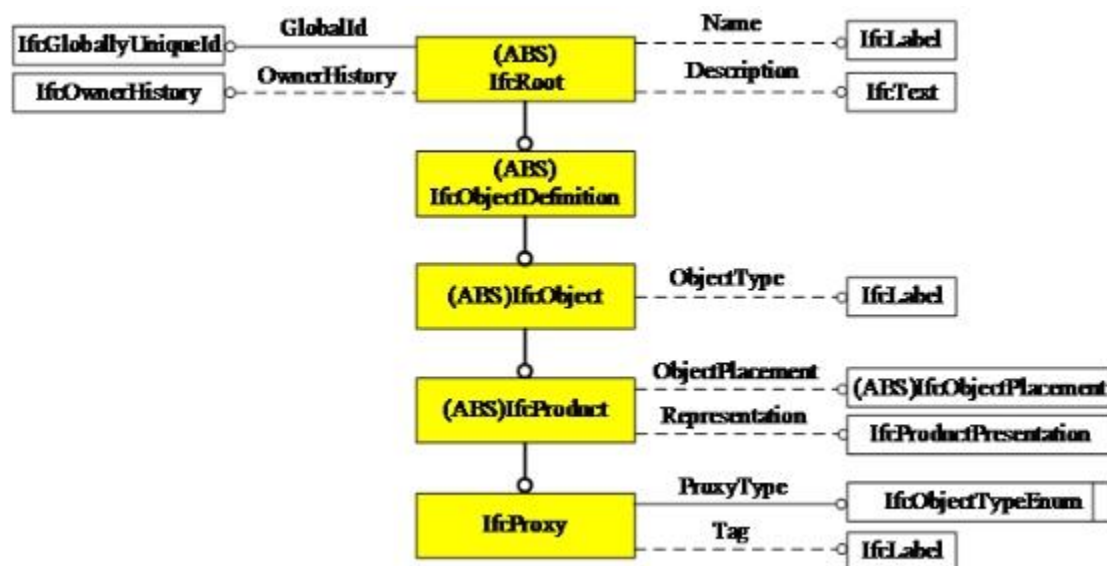 GlobalId
Name
IfcGloballyUniqueId
(ABS)
IfcRoot
IfcLabel
OwnerHistory
Description
IfcOwnerHistory
IfcText
(ABS)
IfcObjectDefinition
ObjectType
(ABS)IfcObject
IfcLabel
ObjectPlacement
(ABS)IfcObjectPlacement
(ABS)IfcProduct
Representation
IfcProductPresentation
ProxyType
IfcObjectTypeEnum
IfcProxy
Tag
IfcLabel